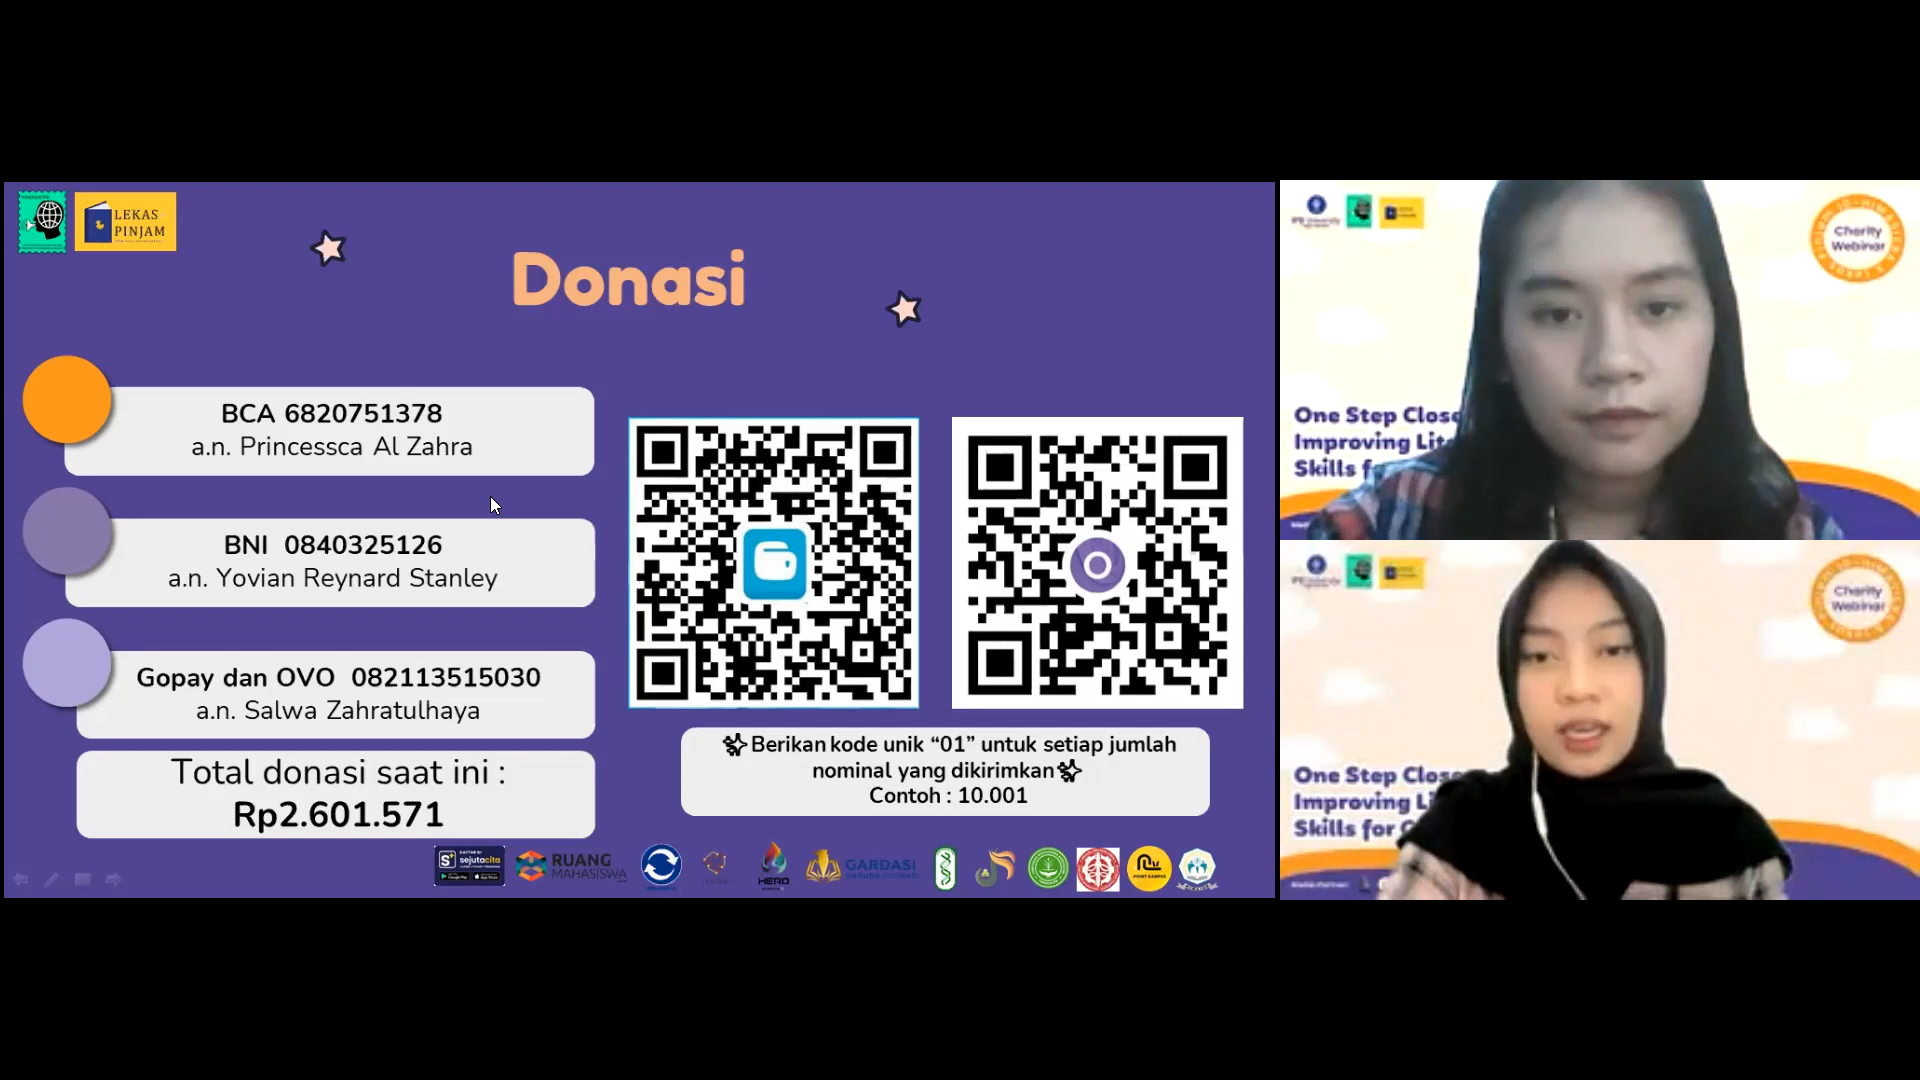 LEKAS
PINJAM
Donasi
BCA 6820751378
a.n. Princessca Al Zahra
BNI 0840325126
a.n. Yovian Reynard Stanley
Gopay dan OVO 082113515030
a.n. Salwa Zahratulhaya
Total donasi saat ini :
Rp2.601.571
Berikan kode unik “01” untuk setiap jumlah
nominal yang dikirimkan
Contoh : 10.001
sejutacita
RUANG
MAHASISWA
HERO
GARDASI
Charity
Webinar
One Step Close
Improving Lit
Skills f
Charity
Webinar
One Step Close
Improving Li
Skills for